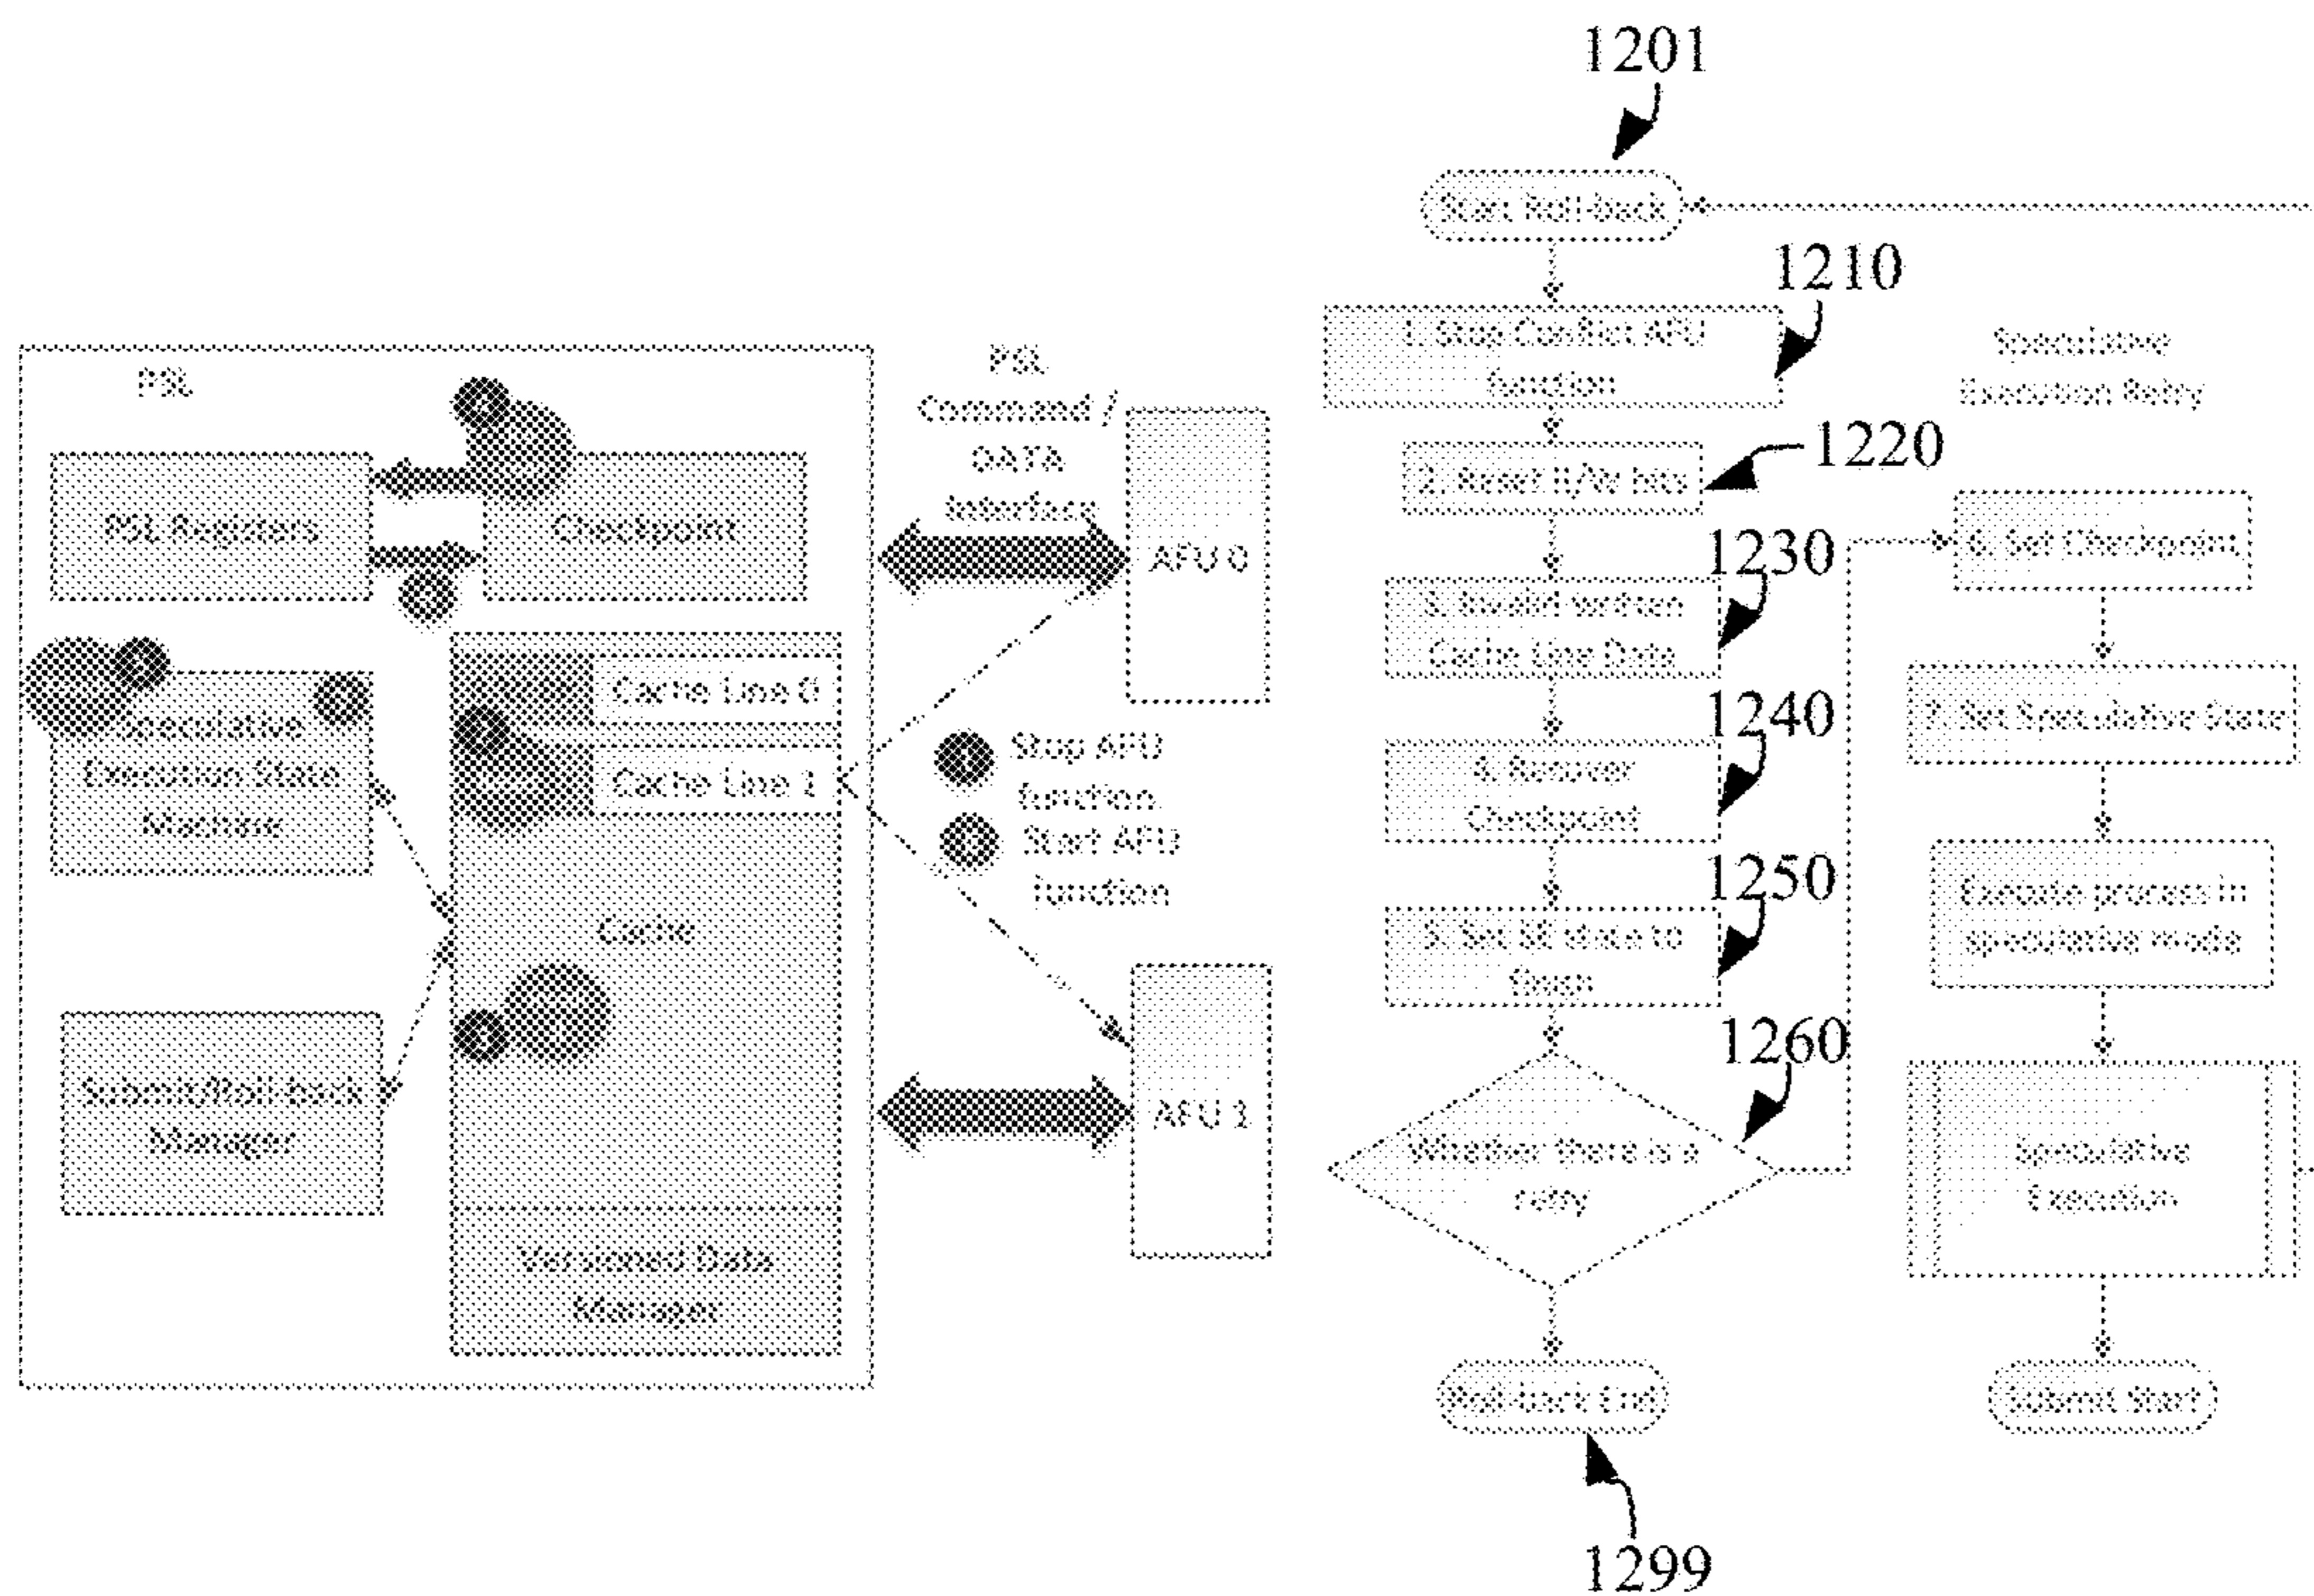 PSL
PSL Registers
Checkpoint
Speculative
Execution State
Machine
Submit/Roll-back
Manager
Cache Line 0
Cache Line 1
Cache
Versioned Data
Manager
PSL
Command /
DATA
Interface
AFU 0
Stop AFU
function
Start AFU
function
AFU 1
1201
Start Roll-back
1210
1. Stop Conflict AFU
function
1220
2. Reset R/W bits
1230
3. Invalid written
Cache Line Data
1240
4. Recover
Checkpoint
1250
5. Set SE state to
1260
Whether there is a
retry
Roll-back End
1299
Speculative
Execution Retry
6. Set Checkpoint
7. Set Speculative State
Execute process in
speculative mode
Speculative
Execution
Submit Start